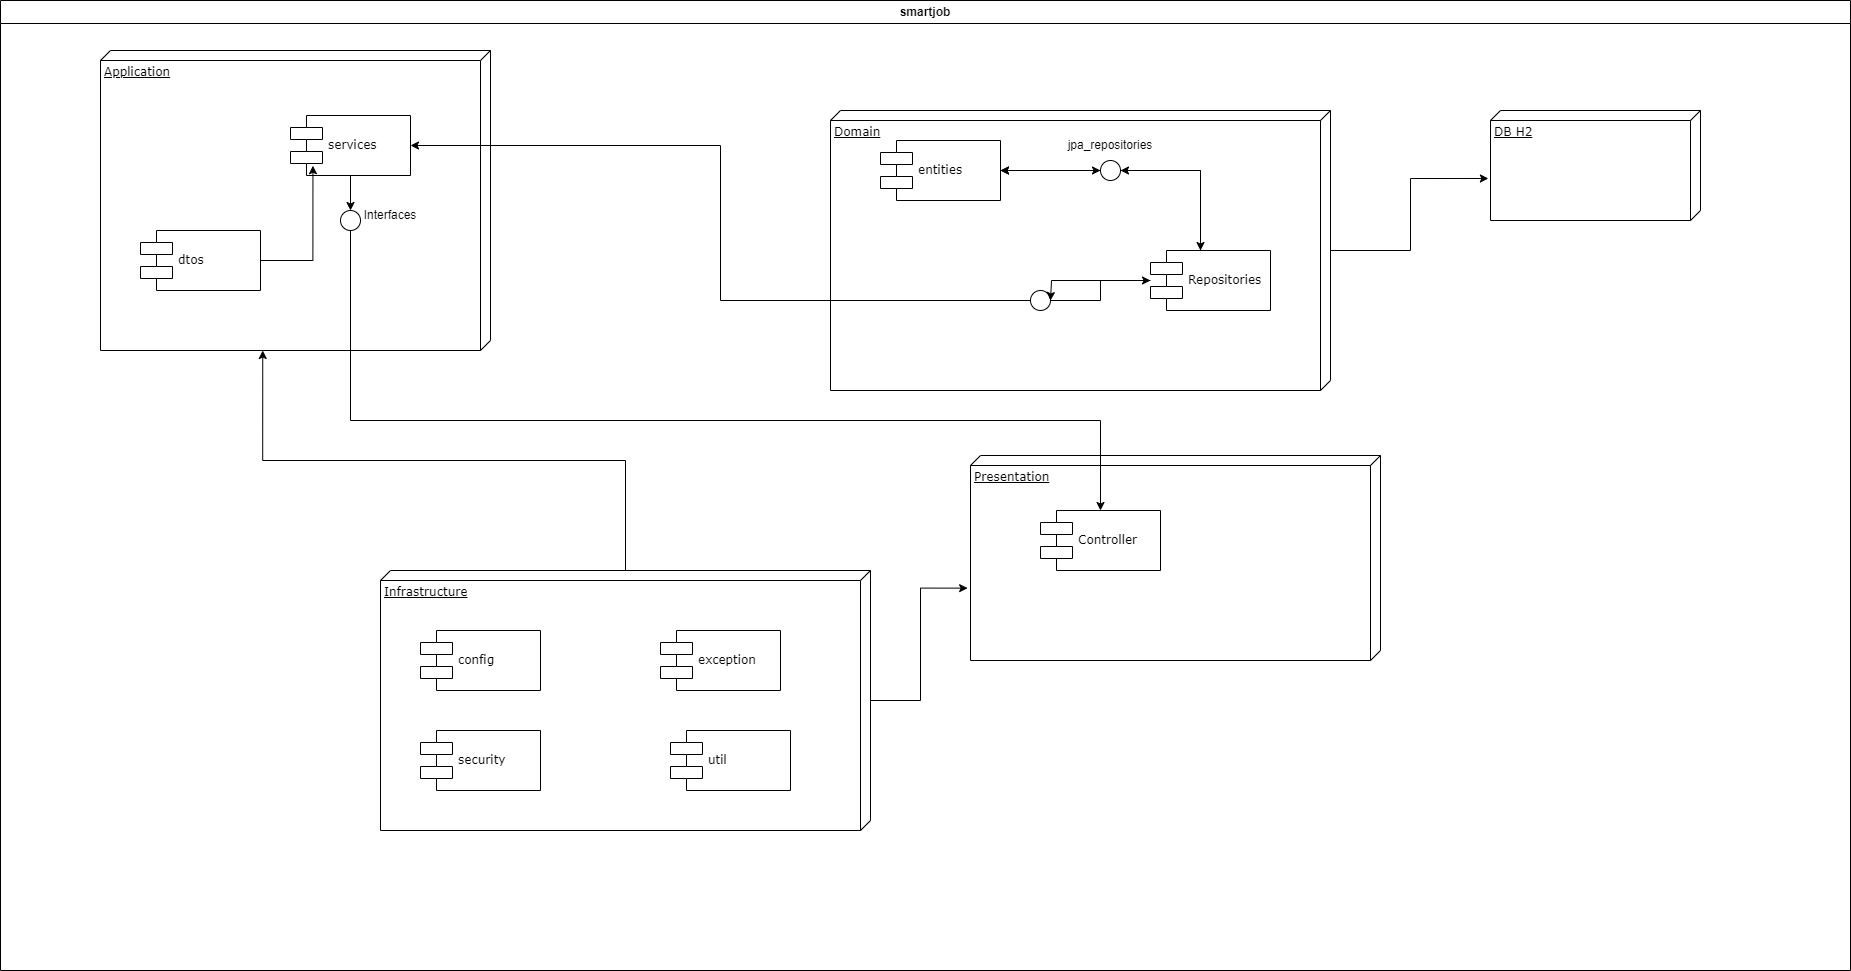 smartjob
Application
services
Interfaces
dtos
Domain
entities
jpa_repositories
Repositories
DB H2
Presentation
Controller
Infrastructure
config
exception
security
util